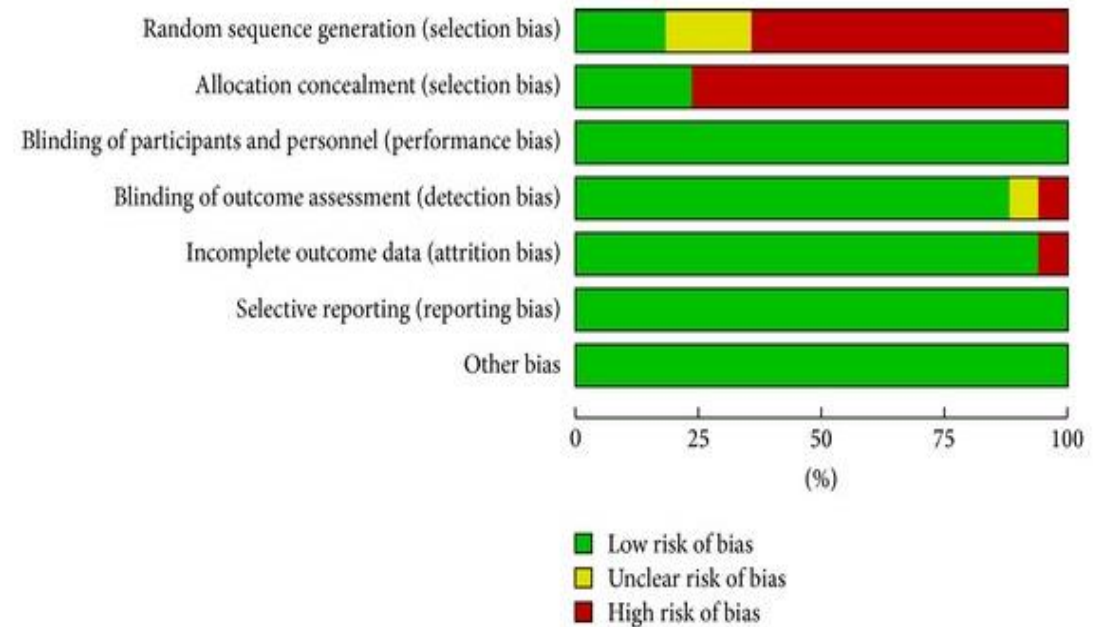 Random sequence generation (selection bias)
Allocation concealment (selection bias)
Blinding of participants and personnel (performance bias)
Blinding of outcome assessment (detection bias)
Incomplete outcome data (attrition bias)
Selective reporting (reporting bias)
Other bias
0 25 50 75 100
(%)
Low risk of bias
Unclear risk of bias
High risk of bias